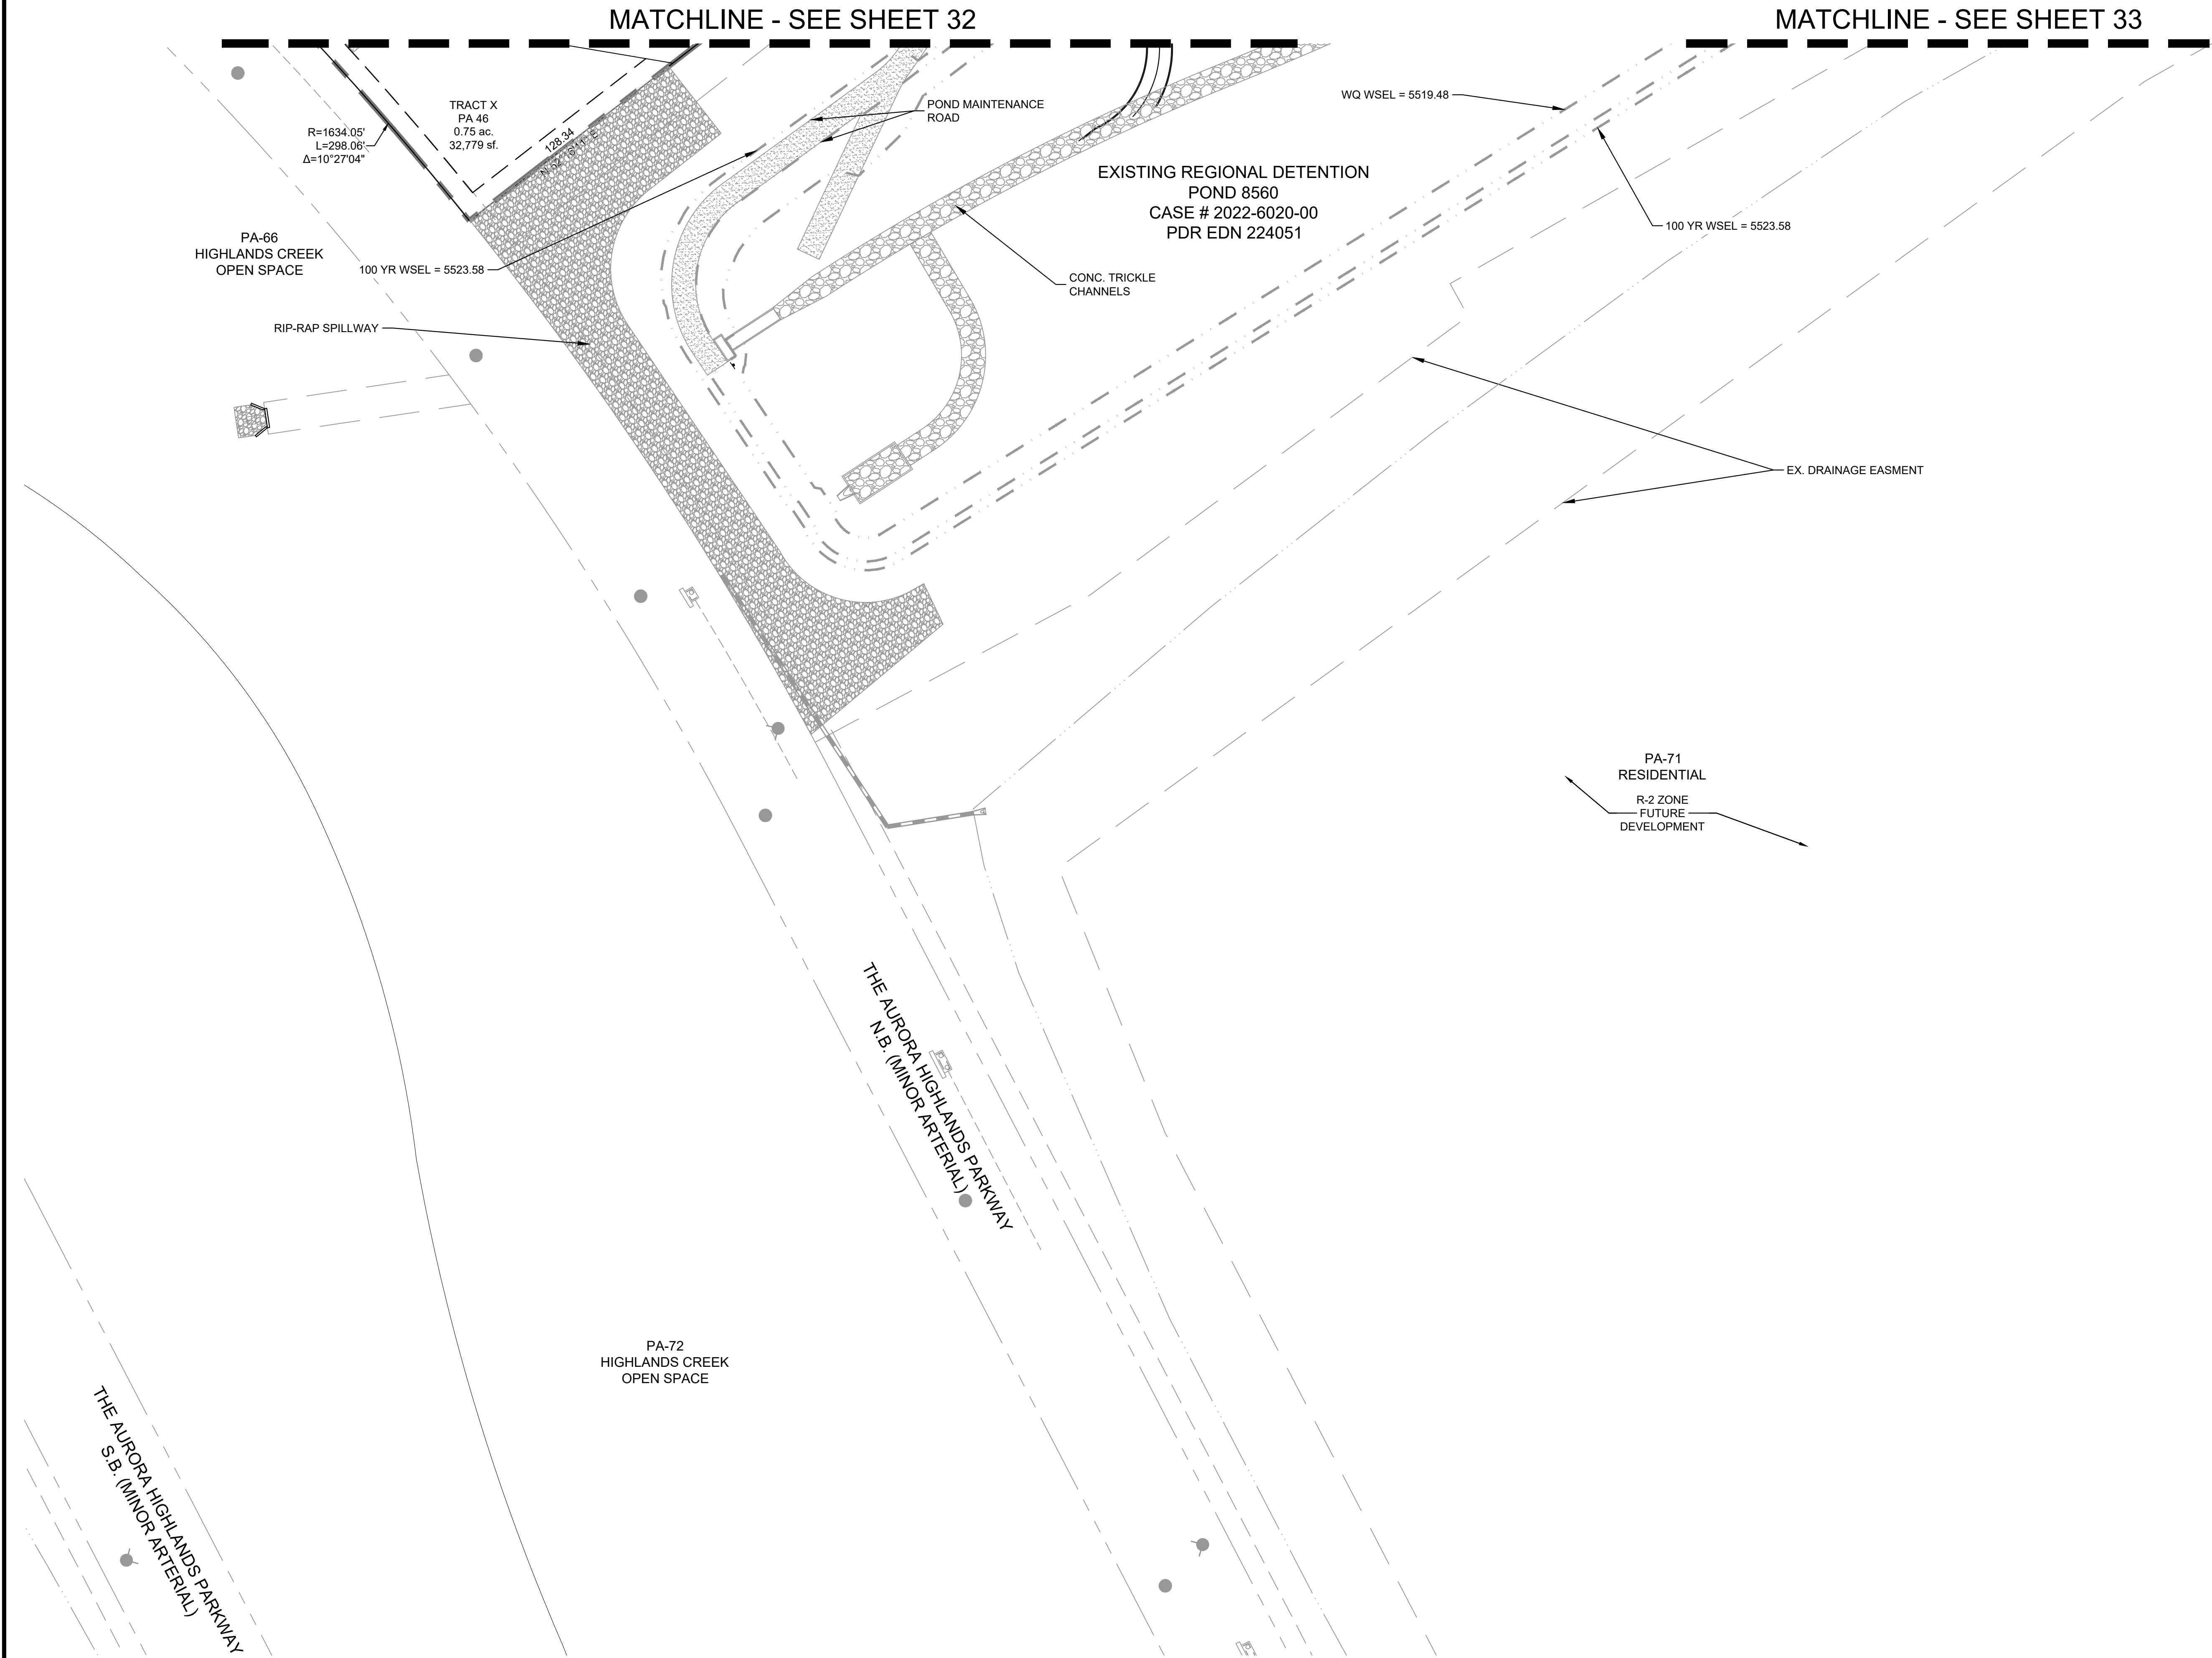 MATCHLINE - SEE SHEET 32
MATCHLINE - SEE SHEET 33
TRACT X
PA 46
0.75 ac.
32,779 sf.
R=1634.05'
L=298.06'
Δ=10°27'04"
128.34
POND MAINTENANCE
ROAD
WQ WSEL = 5519.48
EXISTING REGIONAL DETENTION
POND 8560
CASE # 2022-6020-00
PDR EDN 224051
100 YR WSEL = 5523.58
PA-66
HIGHLANDS CREEK
OPEN SPACE
100 YR WSEL = 5523.58
CONC. TRICKLE
CHANNELS
RIP-RAP SPILLWAY
EX. DRAINAGE EASMENT
PA-71
RESIDENTIAL
R-2 ZONE
FUTURE
DEVELOPMENT
THE AURORA HIGHLANDS PARKWAY
N.B. (MINOR ARTERIAL)
PA-72
HIGHLANDS CREEK
OPEN SPACE
THE AURORA HIGHLANDS PARKWAY
S.B. (MINOR ARTERIAL)